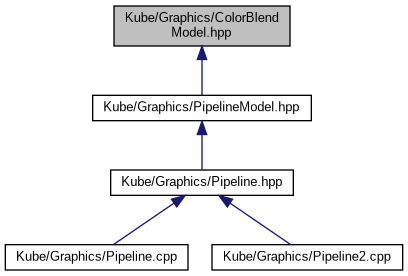 Kube/Graphics/ColorBlend
Model.hpp
Kube/Graphics/PipelineModel.hpp
Kube/Graphics/Pipeline.hpp
Kube/Graphics/Pipeline.cpp
Kube/Graphics/Pipeline2.cpp